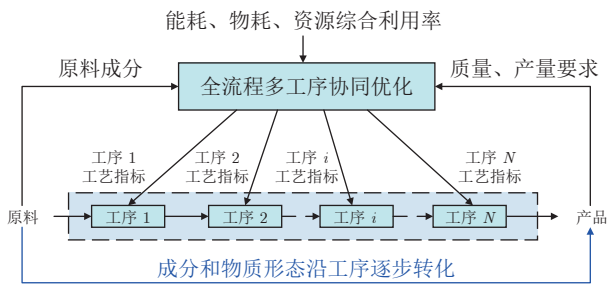 能耗、物耗、资源综合利用率
原料成分
质量、产量要求
全流程多工序协同优化
工序 1
工艺指标
工序 2
工艺指标
工序 i
工艺指标
工序 N
工艺指标
原料
工序 1
工序 2
工序 i
工序 N
产品
成分和物质形态沿工序逐步转化